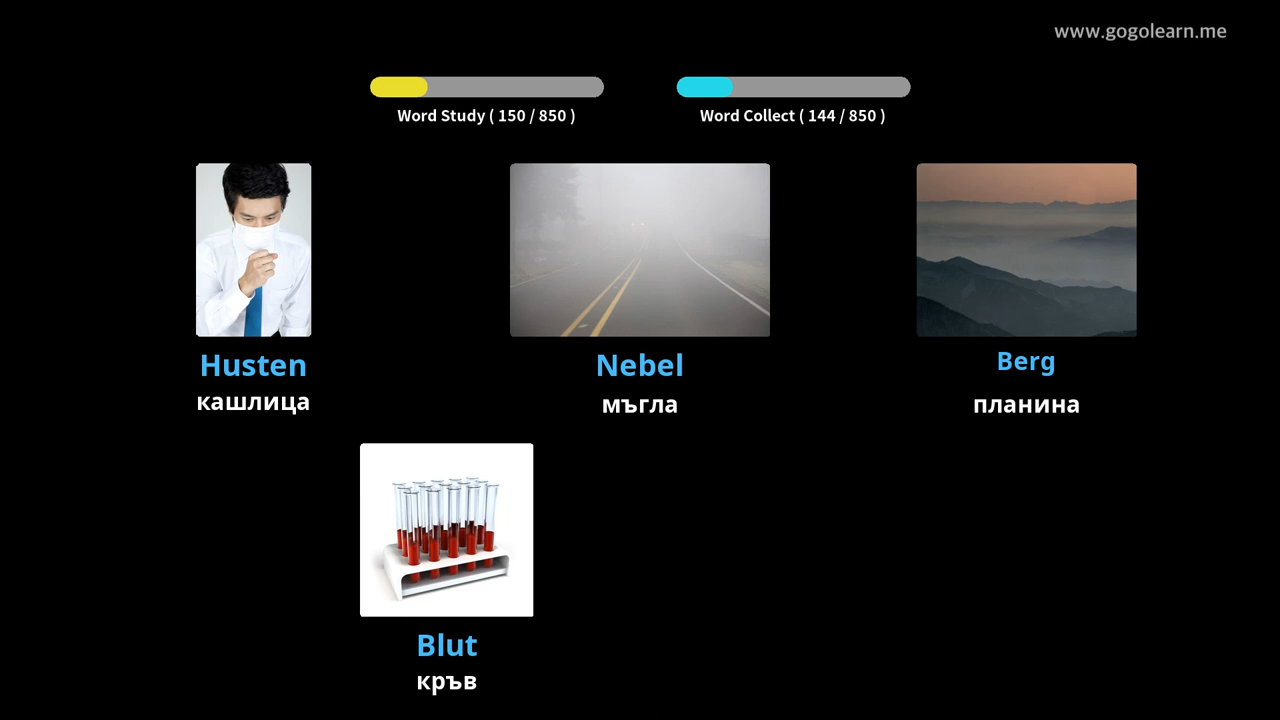 www.gogolearn.me
Word Study ( 150 / 850 )
Word Collect ( 144 / 850 )
Husten
кашлица
Nebel
мъгла
Berg
планина
Blut
кръв